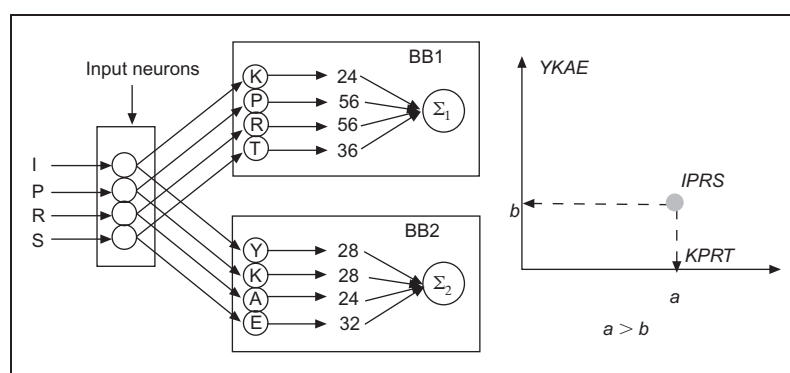 Input neurons
I
P
R
S
BB1
K 24
P 56
R 56
T 36
Σ1
BB2
Y 28
K 28
A 24
E 32
Σ2
YKAE
IPRS
b
KPRT
a
a > b